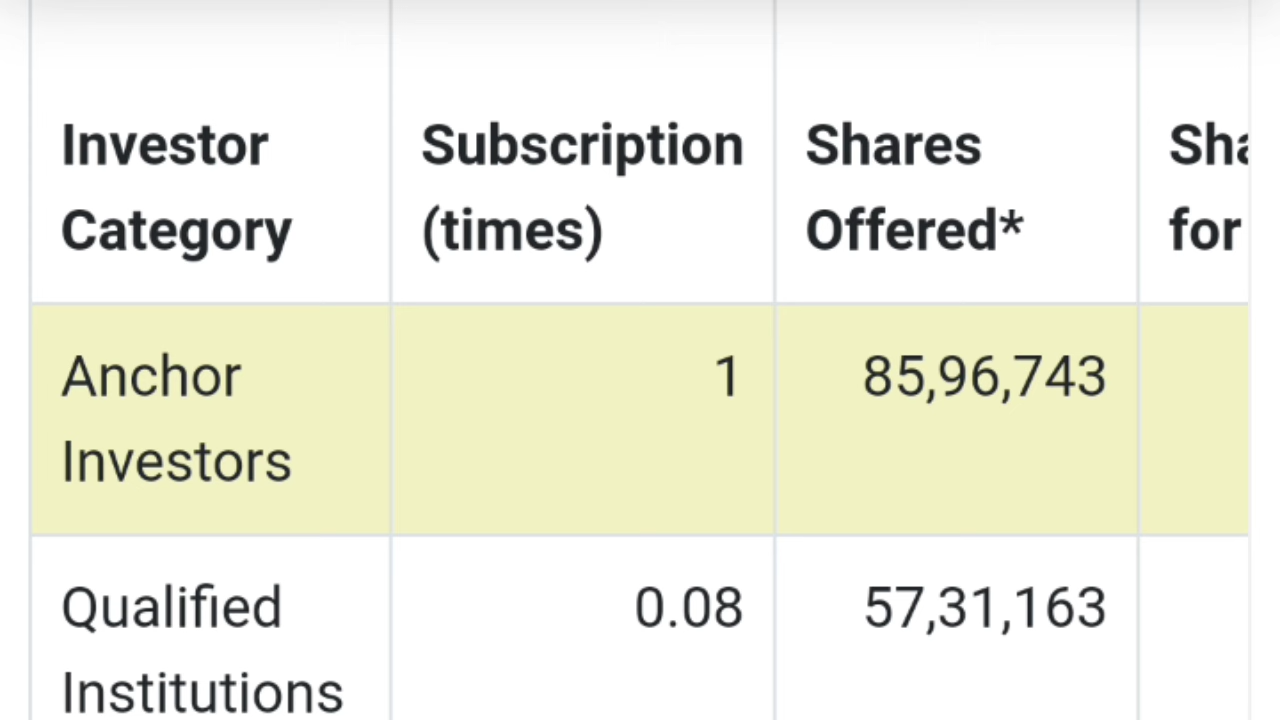 Investor Category
Subscription (times)
Shares Offered*
for
Anchor Investors
1
85,96,743
Qualified Institutions
0.08
57,31,163